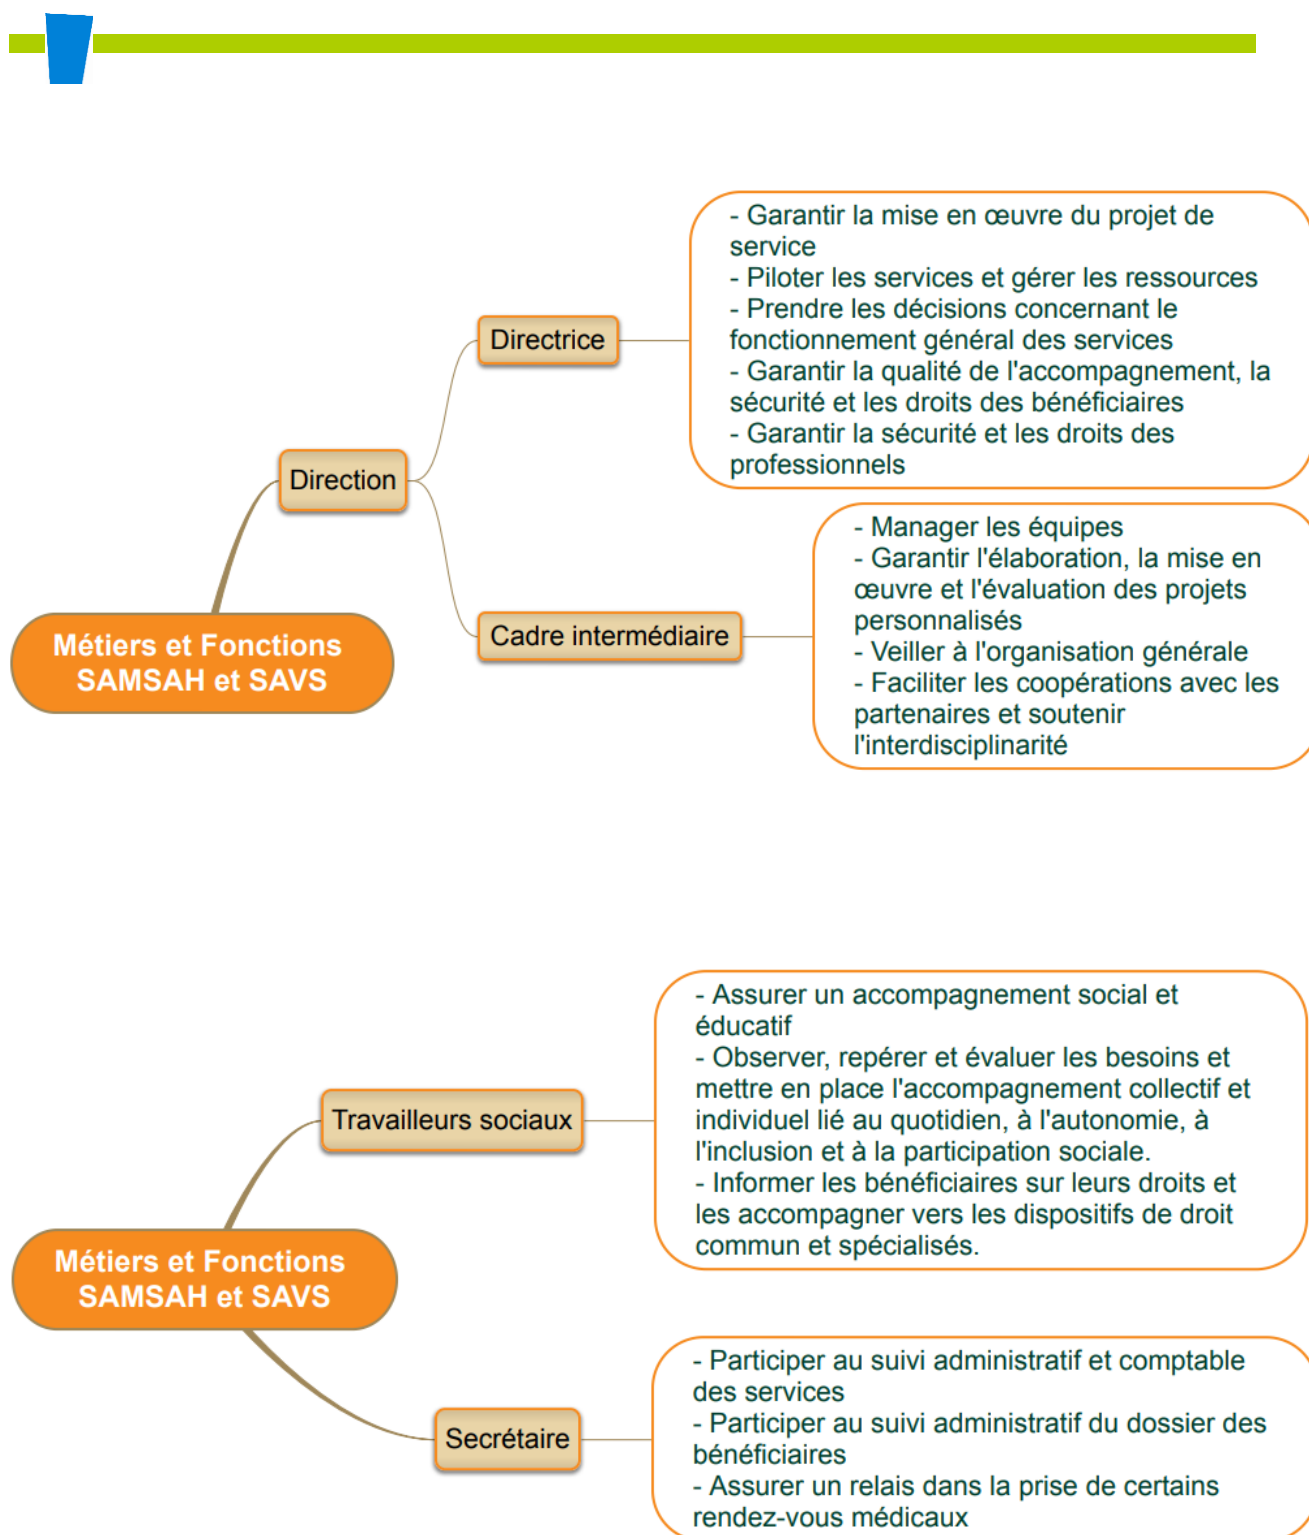 - Garantir la mise en œuvre du projet de
service
- Piloter les services et gérer les ressources
- Prendre les décisions concernant le
fonctionnement général des services
- Garantir la qualité de l'accompagnement, la
sécurité et les droits des bénéficiaires
- Garantir la sécurité et les droits des
professionnels
Directrice
Direction
- Manager les équipes
- Garantir l'élaboration, la mise en
œuvre et l'évaluation des projets
personnalisés
- Veiller à l'organisation générale
- Faciliter les coopérations avec les
partenaires et soutenir
l'interdisciplinarité
Cadre intermédiaire
Métiers et Fonctions
SAMSAH et SAVS
- Assurer un accompagnement social et
éducatif
- Observer, repérer et évaluer les besoins et
mettre en place l'accompagnement collectif et
individuel lié au quotidien, à l'autonomie, à
l'inclusion et à la participation sociale.
- Informer les bénéficiaires sur leurs droits et
les accompagner vers les dispositifs de droit
commun et spécialisés.
Travailleurs sociaux
Métiers et Fonctions
SAMSAH et SAVS
- Participer au suivi administratif et comptable
des services
- Participer au suivi administratif du dossier des
bénéficiaires
- Assurer un relais dans la prise de certains
rendez-vous médicaux
Secrétaire